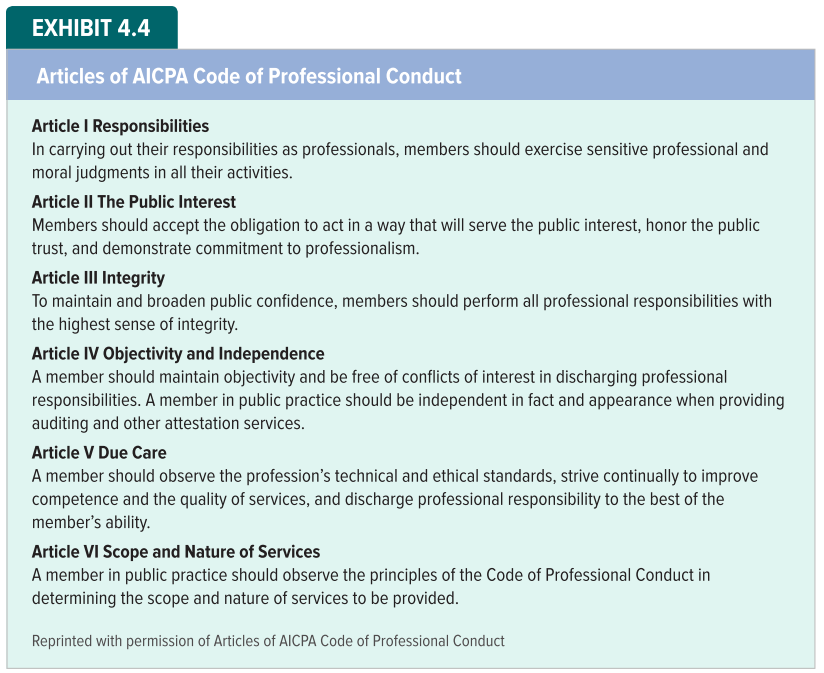 EXHIBIT 4.4
Articles of AICPA Code of Professional Conduct
Article I Responsibilities
In carrying out their responsibilities as professionals, members should exercise sensitive professional and
moral judgments in all their activities.
Article II The Public Interest
Members should accept the obligation to act in a way that will serve the public interest, honor the public
trust, and demonstrate commitment to professionalism.
Article III Integrity
To maintain and broaden public confidence, members should perform all professional responsibilities with
the highest sense of integrity.
Article IV Objectivity and Independence
A member should maintain objectivity and be free of conflicts of interest in discharging professional
responsibilities. A member in public practice should be independent in fact and appearance when providing
auditing and other attestation services.
Article V Due Care
A member should observe the profession’s technical and ethical standards, strive continually to improve
competence and the quality of services, and discharge professional responsibility to the best of the
member’s ability.
Article VI Scope and Nature of Services
A member in public practice should observe the principles of the Code of Professional Conduct in
determining the scope and nature of services to be provided.
Reprinted with permission of Articles of AICPA Code of Professional Conduct